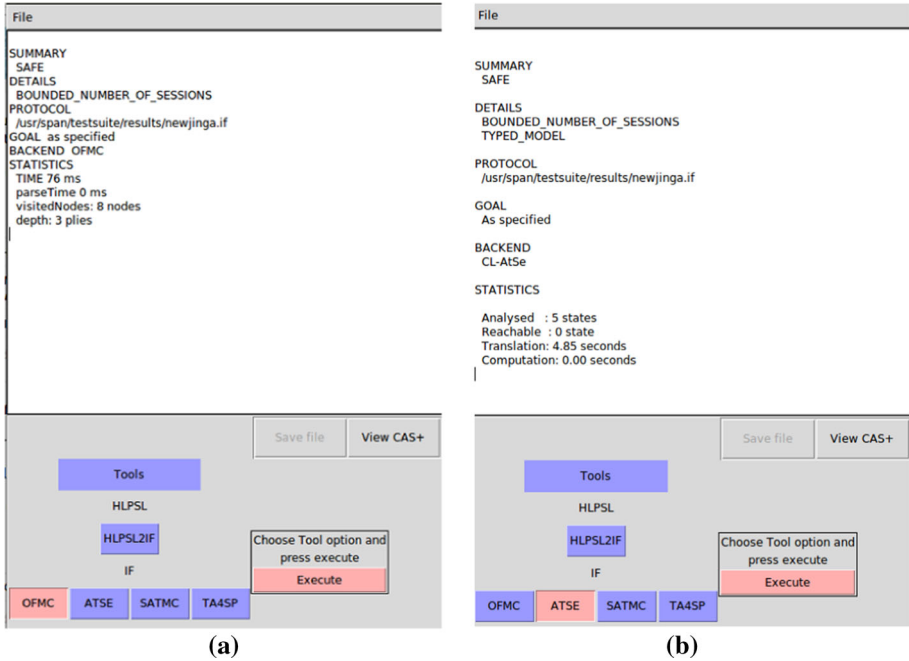 File
SUMMARY
SAFE
DETAILS
BOUNDED_NUMBER_OF_SESSIONS
PROTOCOL
/usr/span/testsuite/results/newjinga.if
GOAL as specified
BACKEND OFMC
STATISTICS
TIME 76 ms
parseTime 0 ms
visitedNodes: 8 nodes
depth: 3 plies
Save file
View CAS+
Tools
HLPSL
HLPSL2IF
Choose Tool option and
press execute
IF
Execute
OFMC
ATSE
SATMC
TA4SP
(a)
File
SUMMARY
SAFE
DETAILS
BOUNDED_NUMBER_OF_SESSIONS
TYPED_MODEL
PROTOCOL
/usr/span/testsuite/results/newjinga.if
GOAL
As specified
BACKEND
CL-AtSe
STATISTICS
Analysed : 5 states
Reachable : 0 state
Translation: 4.85 seconds
Computation: 0.00 seconds
Save file
View CAS+
Tools
HLPSL
HLPSL2IF
Choose Tool option and
press execute
IF
Execute
OFMC
ATSE
SATMC
TA4SP
(b)